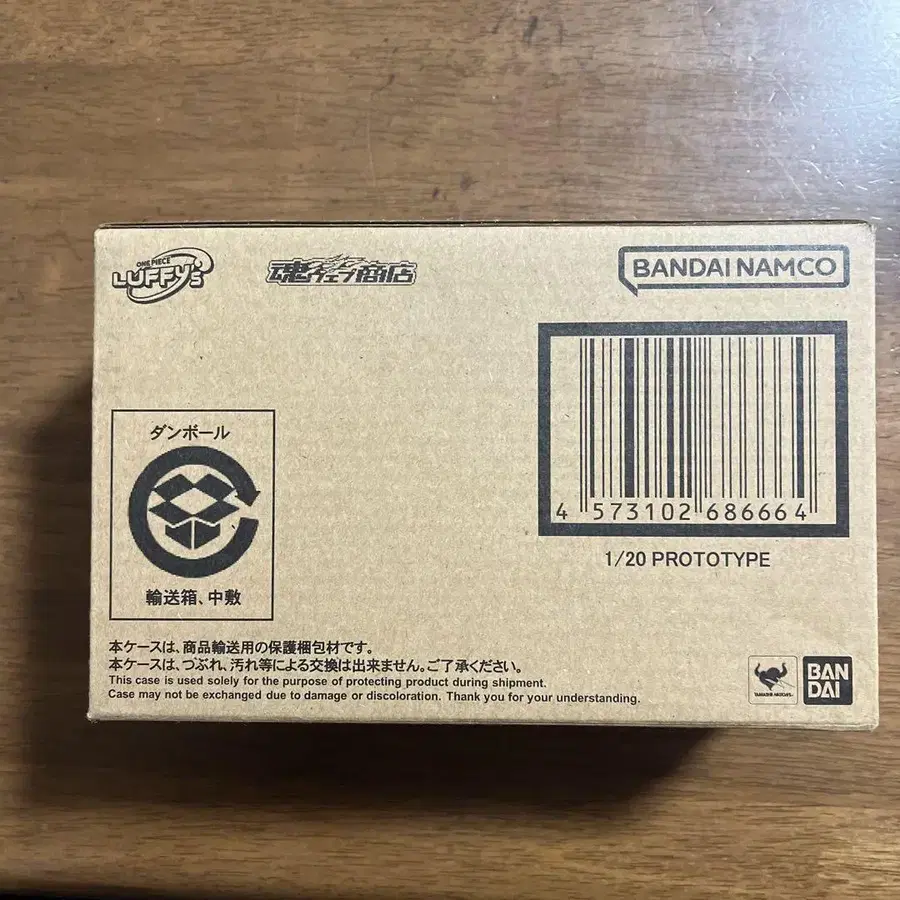 ONE PIECE
LUFFY's
魂ウェブ商店
BANDAI NAMCO
ダンボール
輸送箱、中敷
4 573102 686664
1/20 PROTOTYPE
本ケースは、商品輸送用の保護梱包材です。
本ケースは、つぶれ、汚れ等による交換は出来ません。ご了承ください。
This case is used solely for the purpose of protecting product during shipment.
Case may not be exchanged due to damage or discoloration. Thank you for your understanding.
TAMASHII NATIONS
BAN
DAI